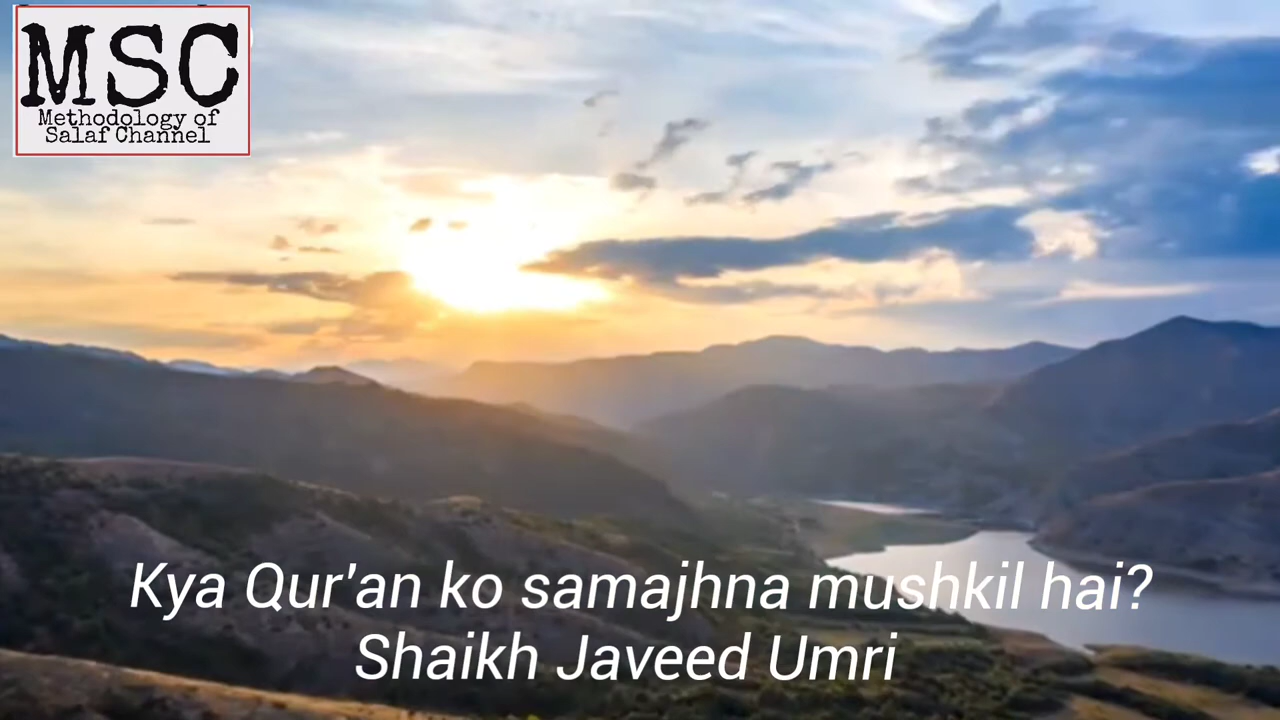 MSC
Methodology of
Salaf Channel
Kya Qur'an ko samajhna mushkil hai?
Shaikh Javeed Umri